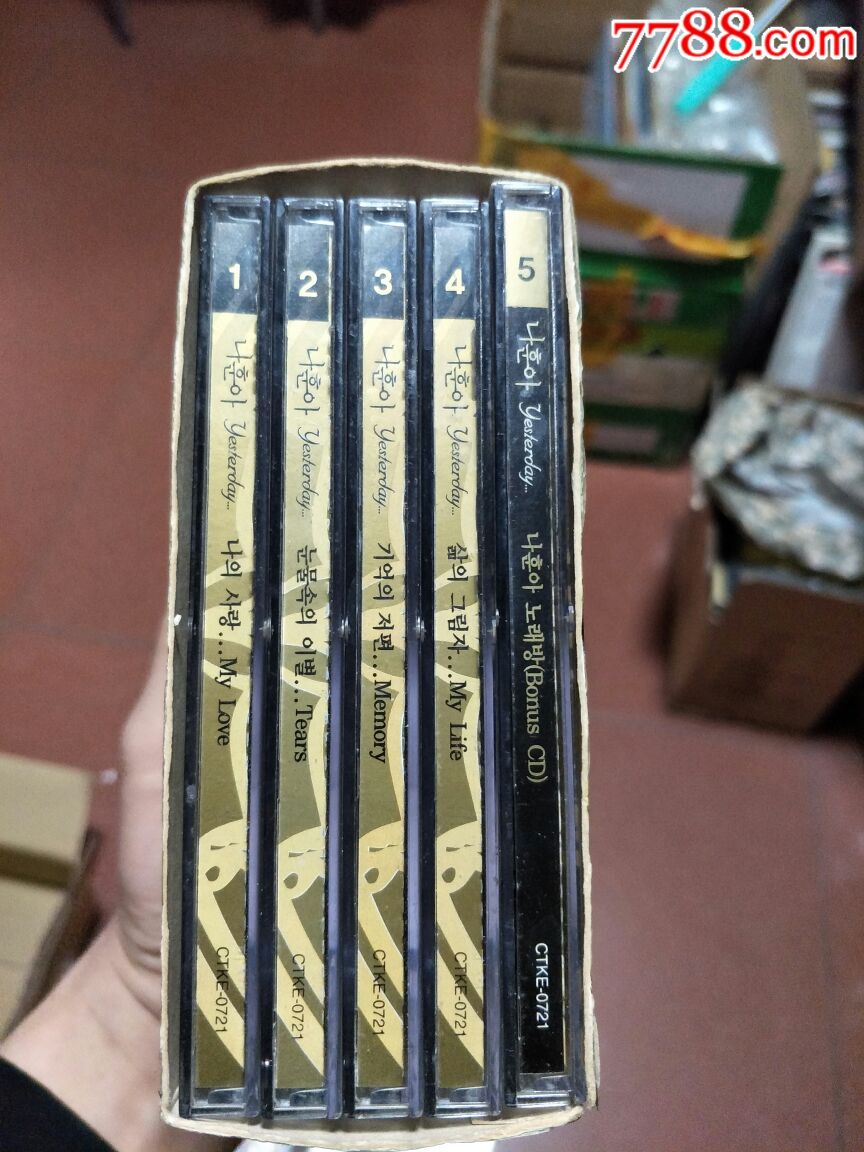 7788.com
1
나훈아 Yesterday...
나의 사랑...My Love
CTKE-0721
2
나훈아 Yesterday...
눈물속의 이별...Tears
CTKE-0721
3
나훈아 Yesterday...
기억의 저편...Memory
CTKE-0721
4
나훈아 Yesterday...
삶의 그림자...My Life
CTKE-0721
5
나훈아 Yesterday...
나훈아 노래방(Bonus CD)
CTKE-0721